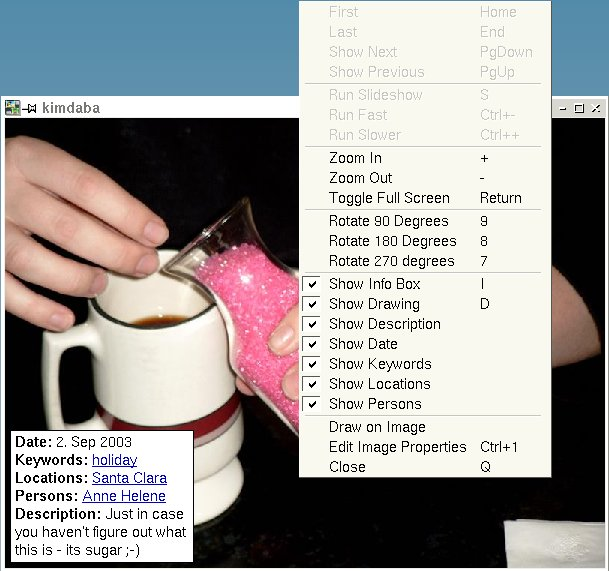 First Home
Last End
Show Next PgDown
Show Previous PgUp
Run Slideshow S
Run Fast Ctrl+-
Run Slower Ctrl++
Zoom In +
Zoom Out -
Toggle Full Screen Return
Rotate 90 Degrees 9
Rotate 180 Degrees 8
Rotate 270 degrees 7
Show Info Box I
Show Drawing D
Show Description
Show Date
Show Keywords
Show Locations
Show Persons
Draw on Image
Edit Image Properties Ctrl+1
Close Q
kimdaba
Date: 2. Sep 2003
Keywords: holiday
Locations: Santa Clara
Persons: Anne Helene
Description: Just in case
you haven't figure out what
this is - its sugar ;-)